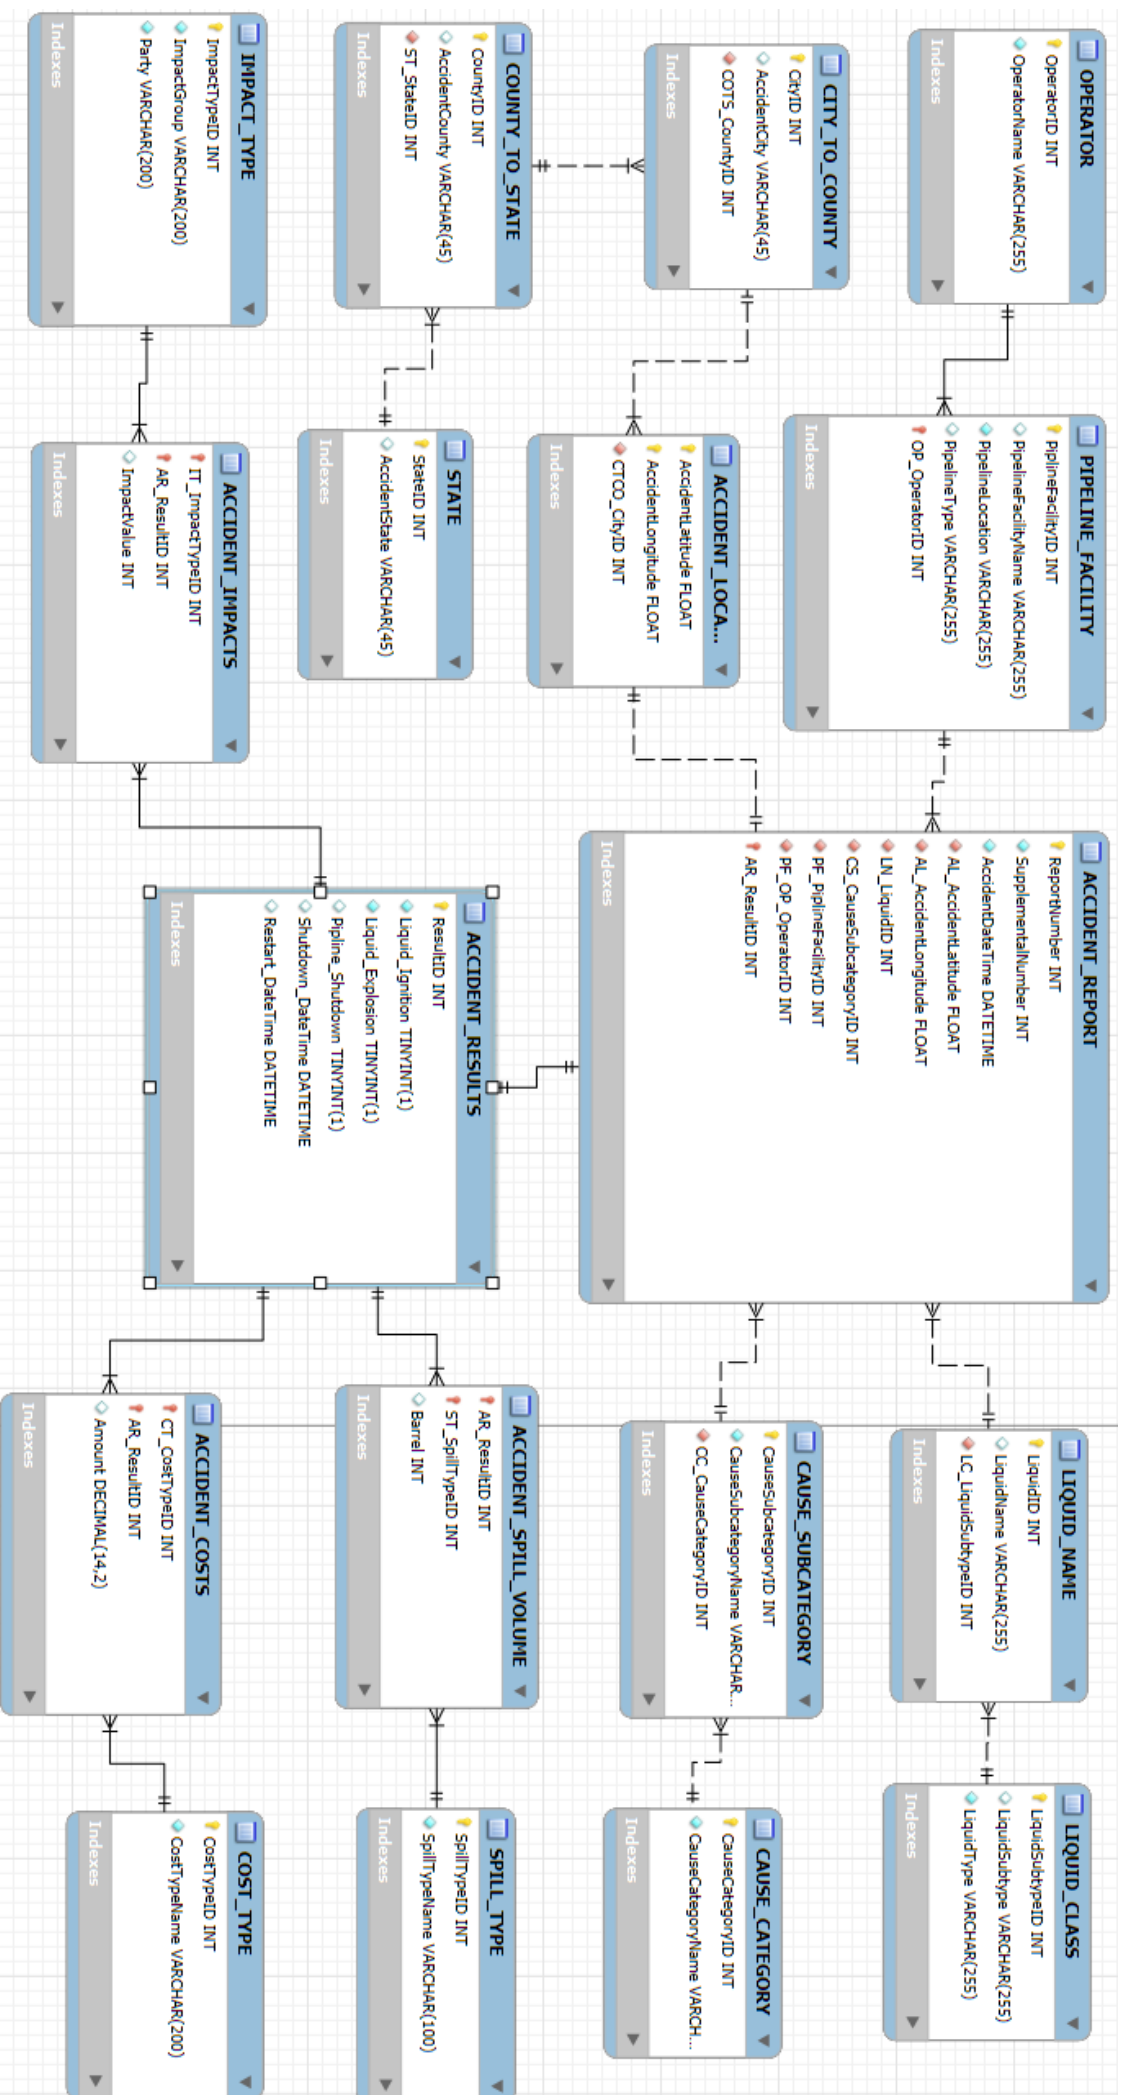 OPERATOR
OperatorID INT
OperatorName VARCHAR(255)
Indexes
PIPELINE_FACILITY
PiplineFacilityID INT
PipelineFacilityName VARCHAR(255)
PipelineLocation VARCHAR(255)
PipelineType VARCHAR(255)
OP_OperatorID INT
Indexes
ACCIDENT_REPORT
ReportNumber INT
SupplementalNumber INT
AccidentDateTime DATETIME
AL_AccidentLatitude FLOAT
AL_AccidentLongitude FLOAT
LN_LiquidID INT
CS_CauseSubcategoryID INT
PF_PiplineFacilityID INT
PF_OP_OperatorID INT
AR_ResultID INT
Indexes
LIQUID_NAME
LiquidID INT
LiquidName VARCHAR(255)
LC_LiquidSubtypeID INT
Indexes
LIQUID_CLASS
LiquidSubtypeID INT
LiquidSubtype VARCHAR(255)
LiquidType VARCHAR(255)
Indexes
CITY_TO_COUNTY
CityID INT
AccidentCity VARCHAR(45)
COTS_CountyID INT
Indexes
ACCIDENT_LOCA...
AccidentLatitude FLOAT
AccidentLongitude FLOAT
CTOO_CityID INT
Indexes
CAUSE_SUBCATEGORY
CauseSubcategoryID INT
CauseSubcategoryName VARCHAR...
CC_CauseCategoryID INT
Indexes
CAUSE_CATEGORY
CauseCategoryID INT
CauseCategoryName VARCH...
Indexes
COUNTY_TO_STATE
CountyID INT
AccidentCounty VARCHAR(45)
ST_StateID INT
Indexes
STATE
StateID INT
AccidentState VARCHAR(45)
Indexes
ACCIDENT_RESULTS
ResultID INT
Liquid_Ignition TINYINT(1)
Liquid_Explosion TINYINT(1)
Pipline_Shutdown TINYINT(1)
Shutdown_DateTime DATETIME
Restart_DateTime DATETIME
Indexes
ACCIDENT_SPILL_VOLUME
AR_ResultID INT
ST_SpillTypeID INT
Barrel INT
Indexes
SPILL_TYPE
SpillTypeID INT
SpillTypeName VARCHAR(100)
Indexes
IMPACT_TYPE
ImpactTypeID INT
ImpactGroup VARCHAR(200)
Party VARCHAR(200)
Indexes
ACCIDENT_IMPACTS
IT_ImpactTypeID INT
AR_ResultID INT
ImpactValue INT
Indexes
ACCIDENT_COSTS
CT_CostTypeID INT
AR_ResultID INT
Amount DECIMAL(14,2)
Indexes
COST_TYPE
CostTypeID INT
CostTypeName VARCHAR(200)
Indexes